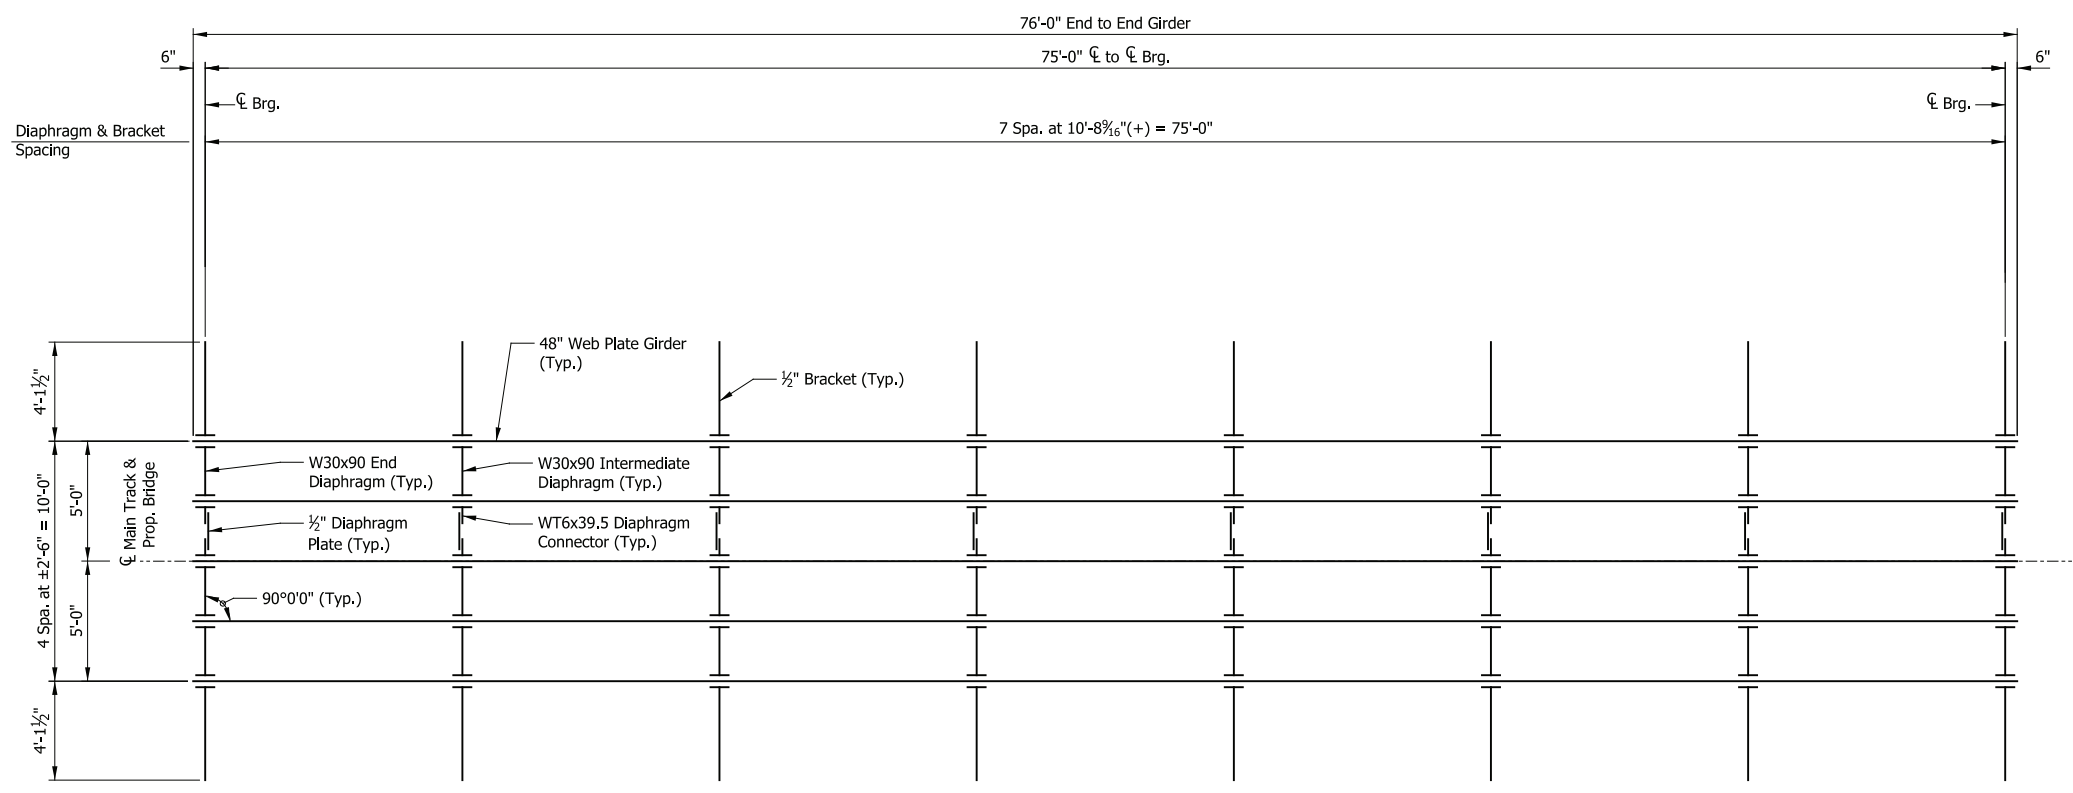 76'-0" End to End Girder
6"
75'-0" ℄ to ℄ Brg.
6"
℄ Brg.
℄ Brg.
Diaphragm & Bracket
Spacing
7 Spa. at 10'-8⁹⁄₁₆"(+) = 75'-0"
48" Web Plate Girder
(Typ.)
½" Bracket (Typ.)
4'-1½"
W30x90 End
Diaphragm (Typ.)
W30x90 Intermediate
Diaphragm (Typ.)
½" Diaphragm
Plate (Typ.)
WT6x39.5 Diaphragm
Connector (Typ.)
4 Spa. at ±2'-6" = 10'-0"
5'-0"
5'-0"
℄ Main Track &
Prop. Bridge
90°0'0" (Typ.)
4'-1½"